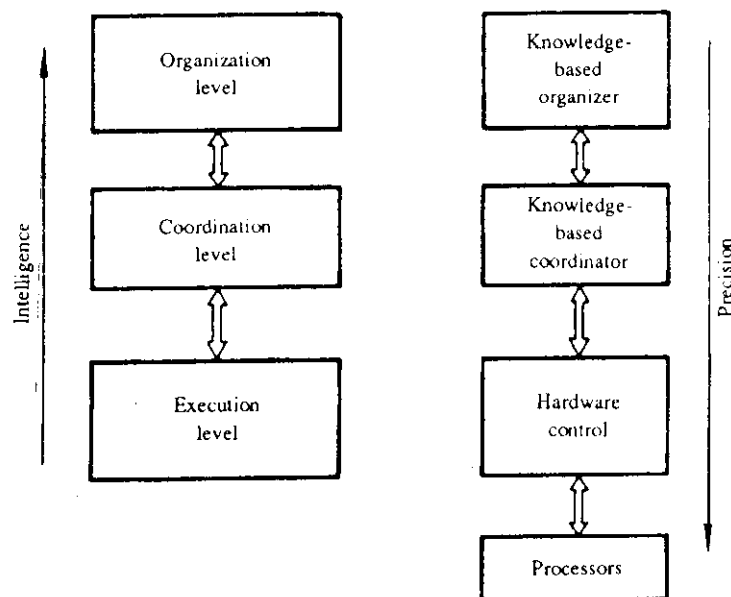 Organization
level
Coordination
level
Execution
level
Intelligence
Knowledge-
based
organizer
Knowledge-
based
coordinator
Hardware
control
Processors
Precision